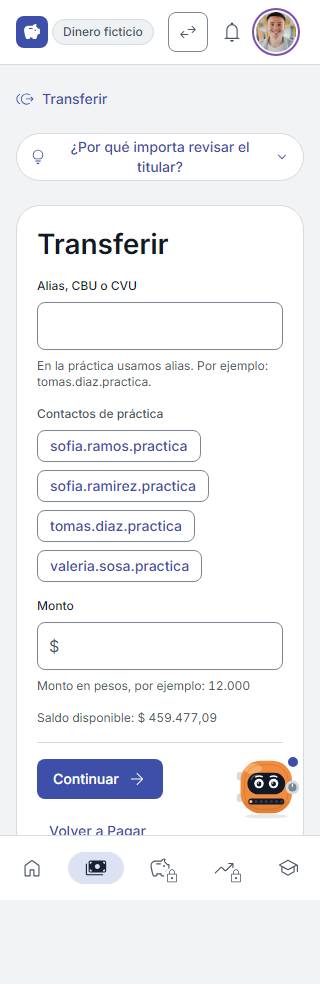 Dinero ficticio
Transferir
¿Por qué importa revisar el
titular?
Transferir
Alias, CBU o CVU
En la práctica usamos alias. Por ejemplo:
tomas.diaz.practica.
Contactos de práctica
sofia.ramos.practica
sofia.ramirez.practica
tomas.diaz.practica
valeria.sosa.practica
Monto
$
Monto en pesos, por ejemplo: 12.000
Saldo disponible: $ 459.477,09
Continuar
Volver a Pagar